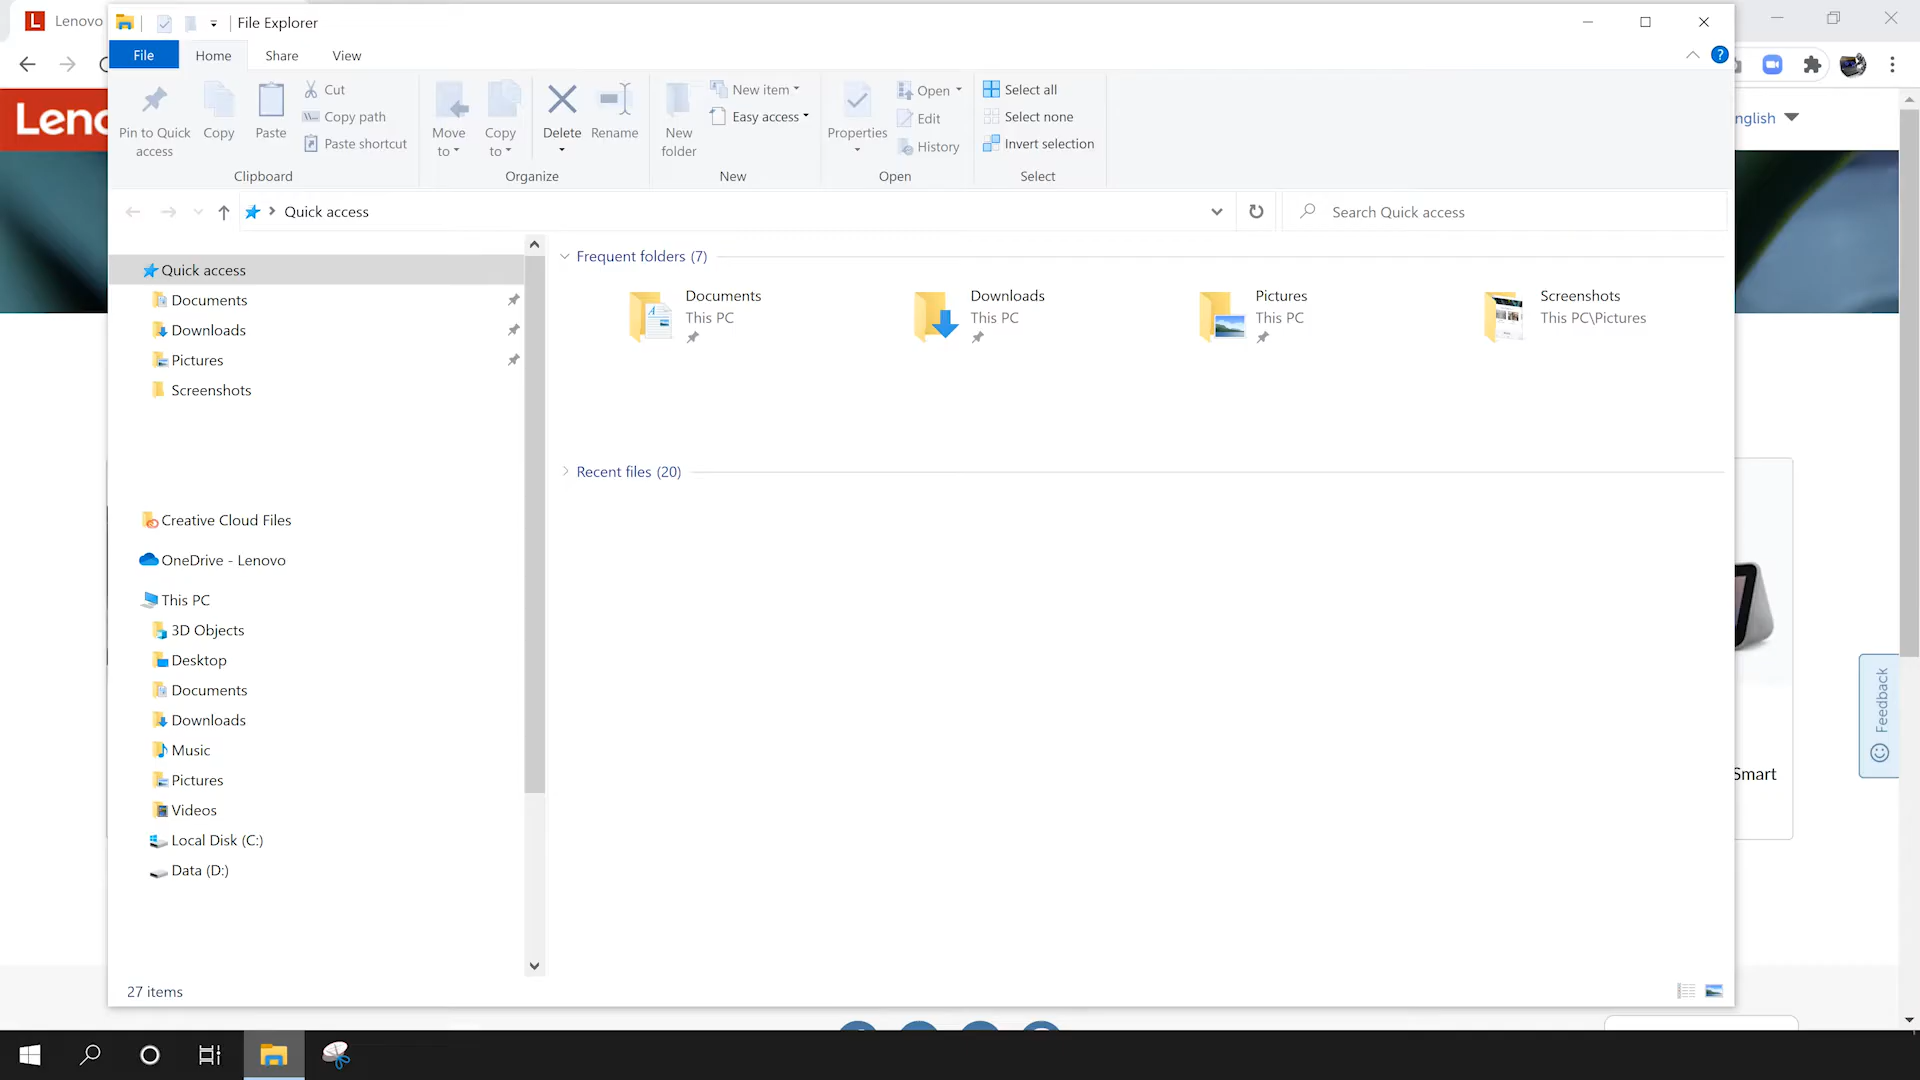 Lenovo
File Explorer
File
Home
Share
View
?
Pin to Quick
access
Copy
Paste
Cut
Copy path
Paste shortcut
Clipboard
Move
to
Copy
to
Delete
Rename
Organize
New
folder
New item
Easy access
New
Properties
Open
Edit
History
Open
Select all
Select none
Invert selection
Select
Leno
nglish
Quick access
Search Quick access
Quick access
Documents
Downloads
Pictures
Screenshots
Creative Cloud Files
OneDrive - Lenovo
This PC
3D Objects
Desktop
Documents
Downloads
Music
Pictures
Videos
Local Disk (C:)
Data (D:)
Frequent folders (7)
Documents
This PC
Downloads
This PC
Pictures
This PC
Screenshots
This PC\Pictures
Recent files (20)
Feedback
Smart
27 items